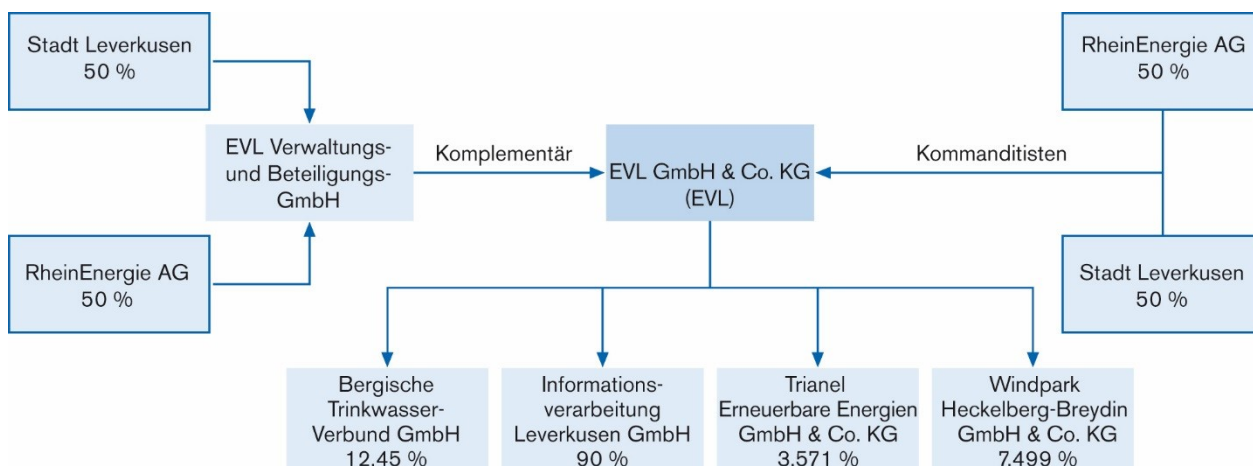 Stadt Leverkusen
50 %
RheinEnergie AG
50 %
EVL Verwaltungs-
und Beteiligungs-
GmbH
Komplementär
EVL GmbH & Co. KG
(EVL)
Kommanditisten
RheinEnergie AG
50 %
Stadt Leverkusen
50 %
Bergische
Trinkwasser-
Verbund GmbH
12,45 %
Informations-
verarbeitung
Leverkusen GmbH
90 %
Trianel
Erneuerbare Energien
GmbH & Co. KG
3,571 %
Windpark
Heckelberg-Breydin
GmbH & Co. KG
7,499 %